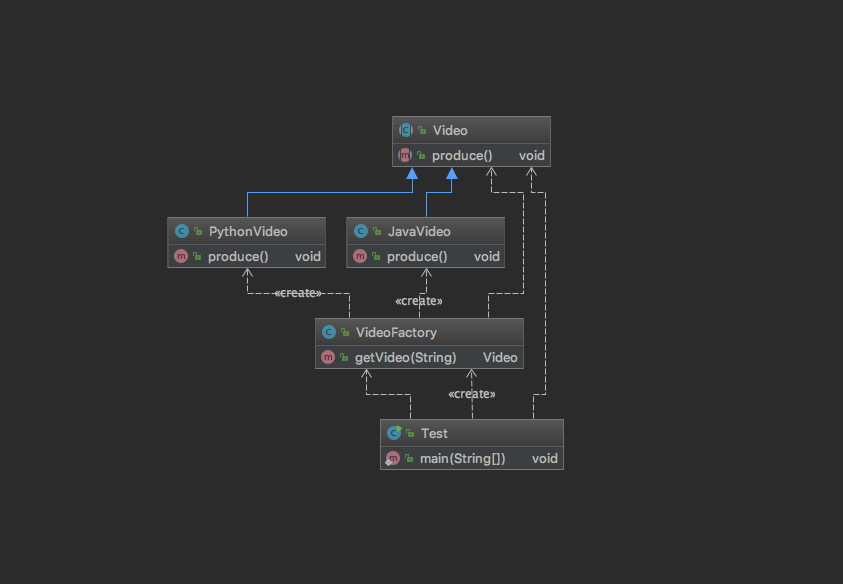 Video
produce() void
PythonVideo
produce() void
JavaVideo
produce() void
«create»
«create»
VideoFactory
getVideo(String) Video
«create»
Test
main(String[]) void